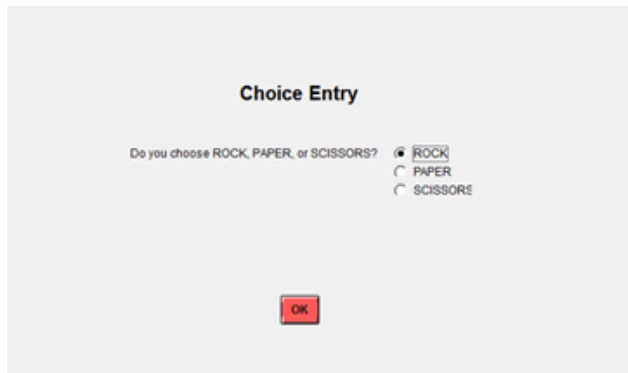 Choice Entry
Do you choose ROCK, PAPER, or SCISSORS?
ROCK
PAPER
SCISSORS
OK